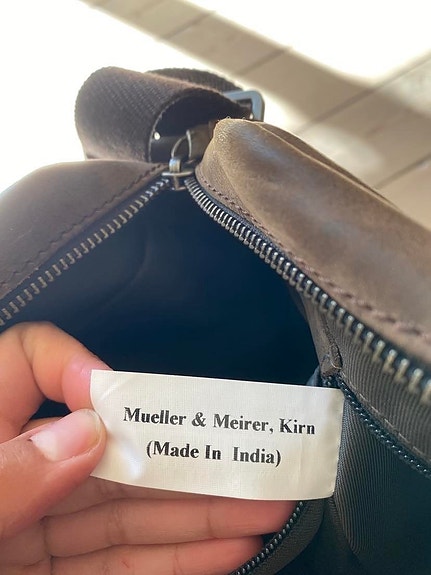 Mueller & Meirer, Kirn
(Made In India)